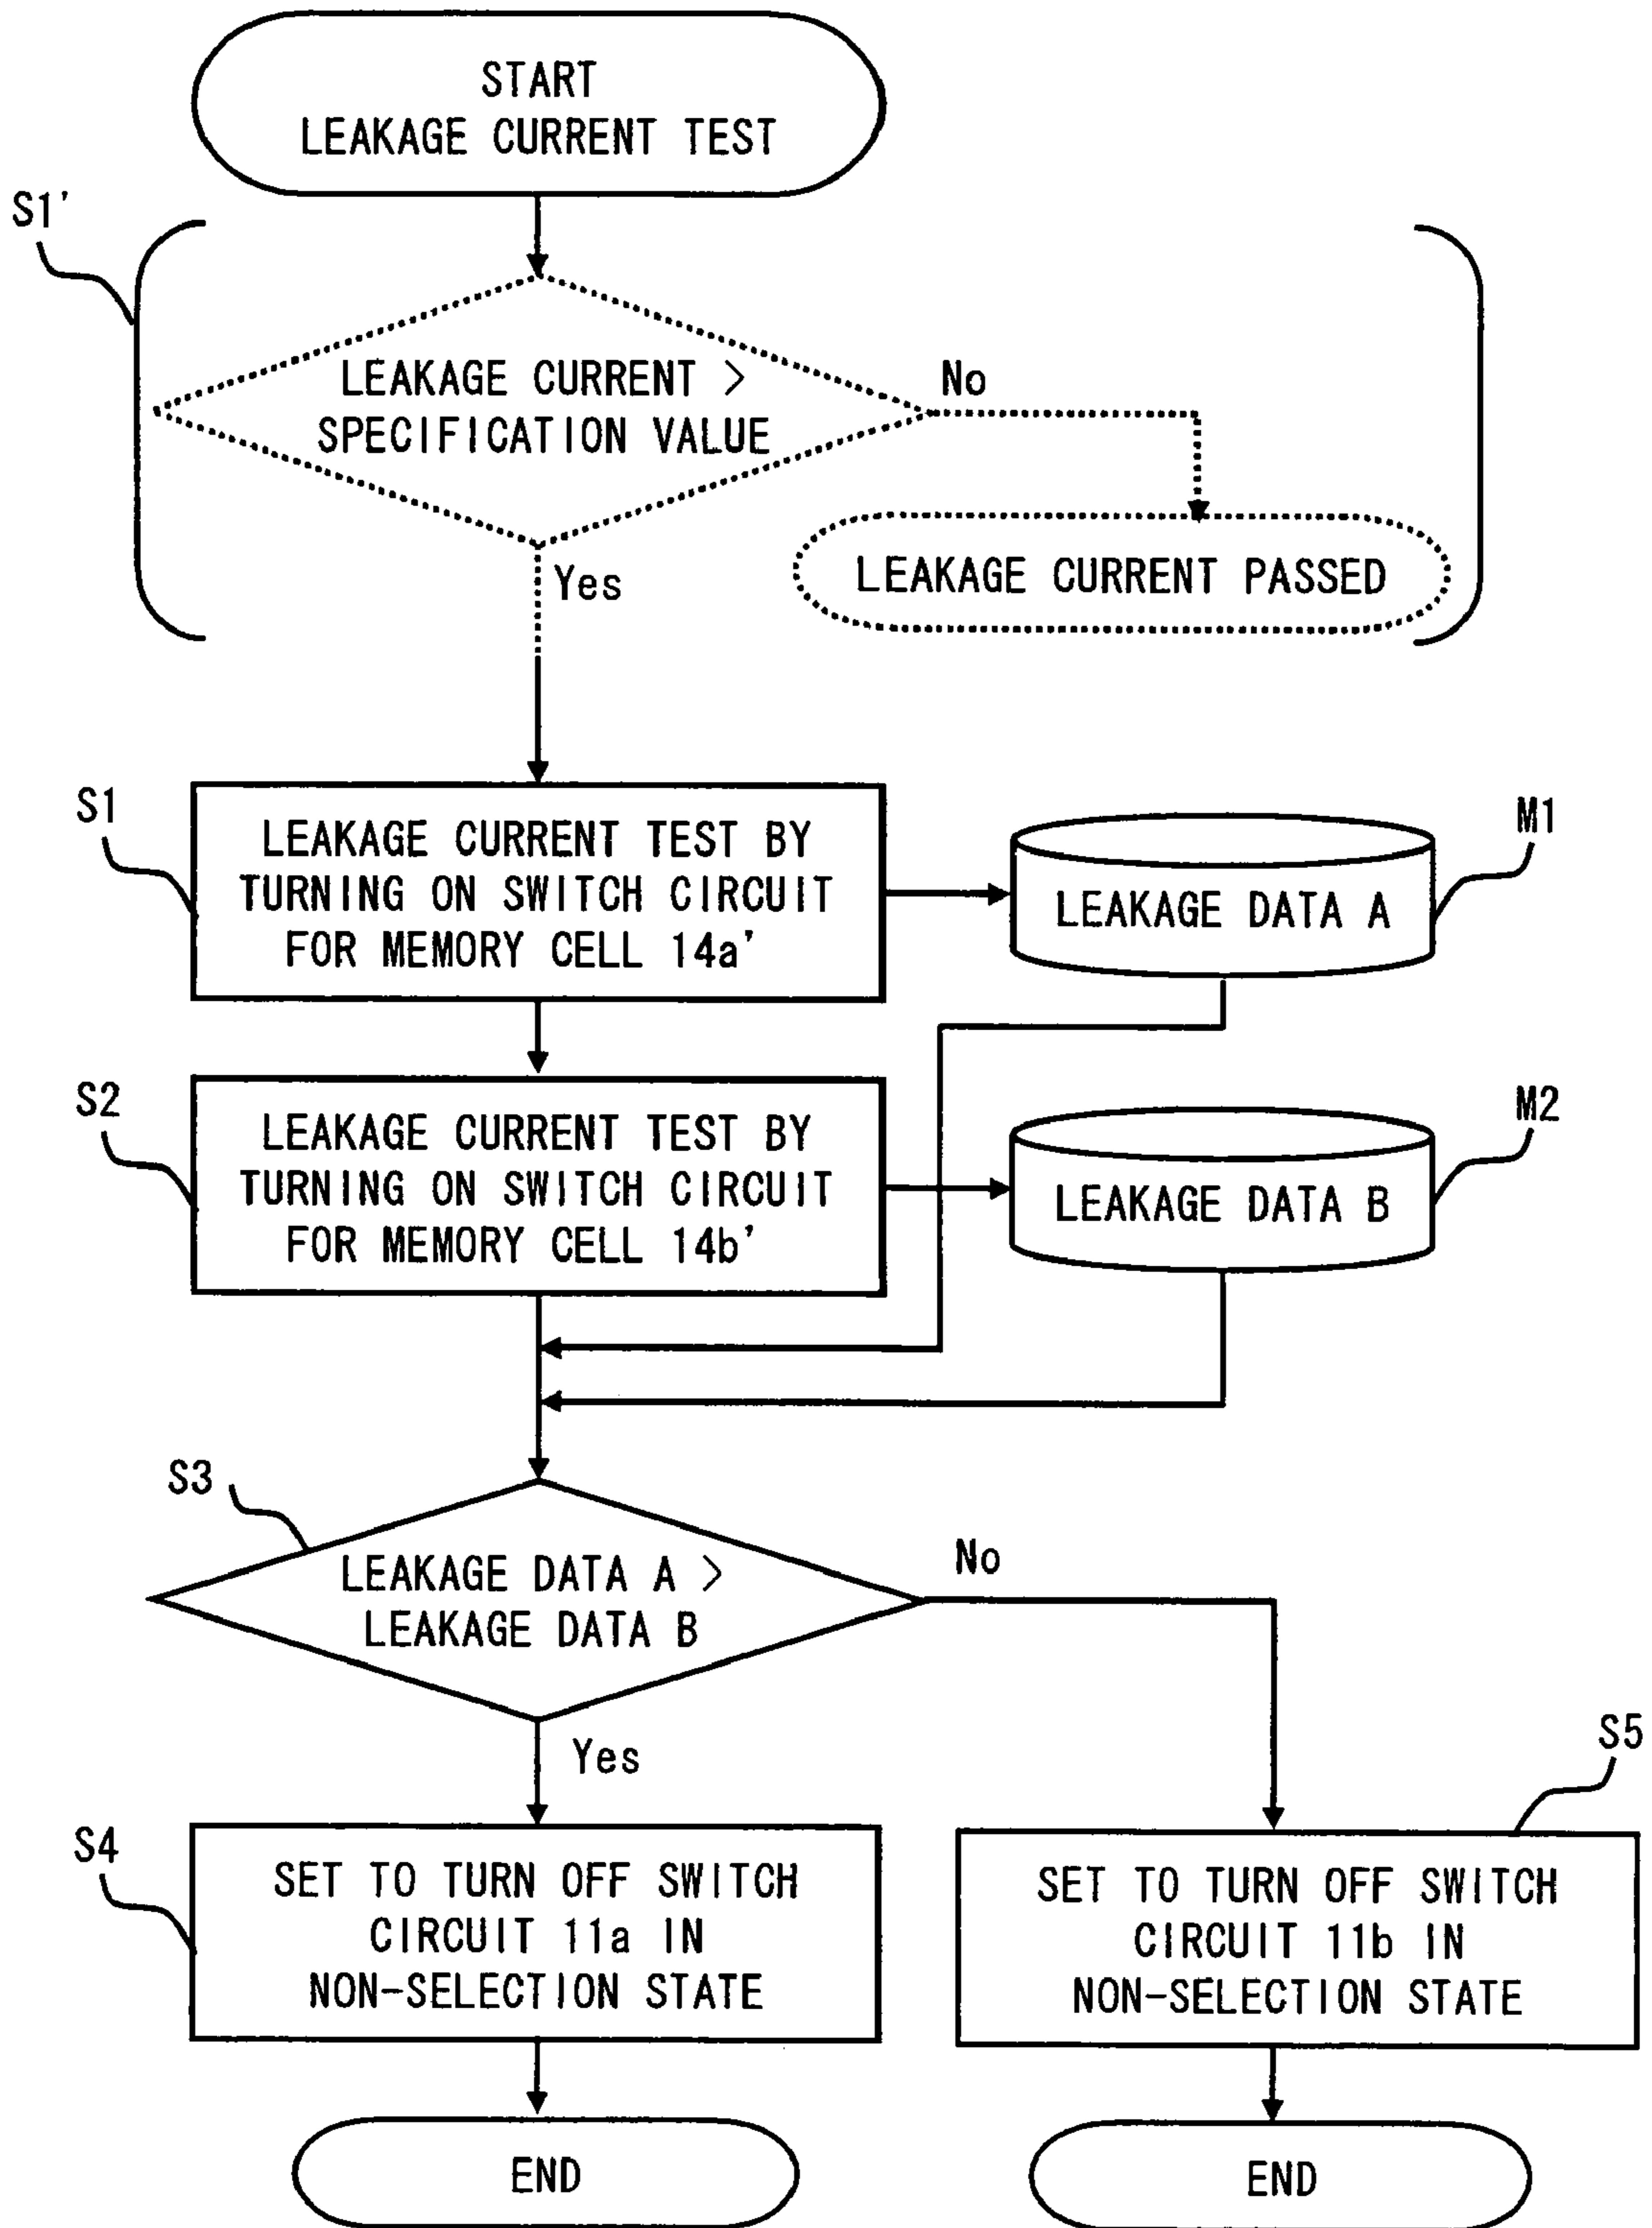 START
LEAKAGE CURRENT TEST
S1'
LEAKAGE CURRENT >
SPECIFICATION VALUE
No
Yes
LEAKAGE CURRENT PASSED
S1
LEAKAGE CURRENT TEST BY
TURNING ON SWITCH CIRCUIT
FOR MEMORY CELL 14a'
LEAKAGE DATA A
M1
S2
LEAKAGE CURRENT TEST BY
TURNING ON SWITCH CIRCUIT
FOR MEMORY CELL 14b'
LEAKAGE DATA B
M2
S3
LEAKAGE DATA A >
LEAKAGE DATA B
No
Yes
S4
SET TO TURN OFF SWITCH
CIRCUIT 11a IN
NON-SELECTION STATE
S5
SET TO TURN OFF SWITCH
CIRCUIT 11b IN
NON-SELECTION STATE
END
END